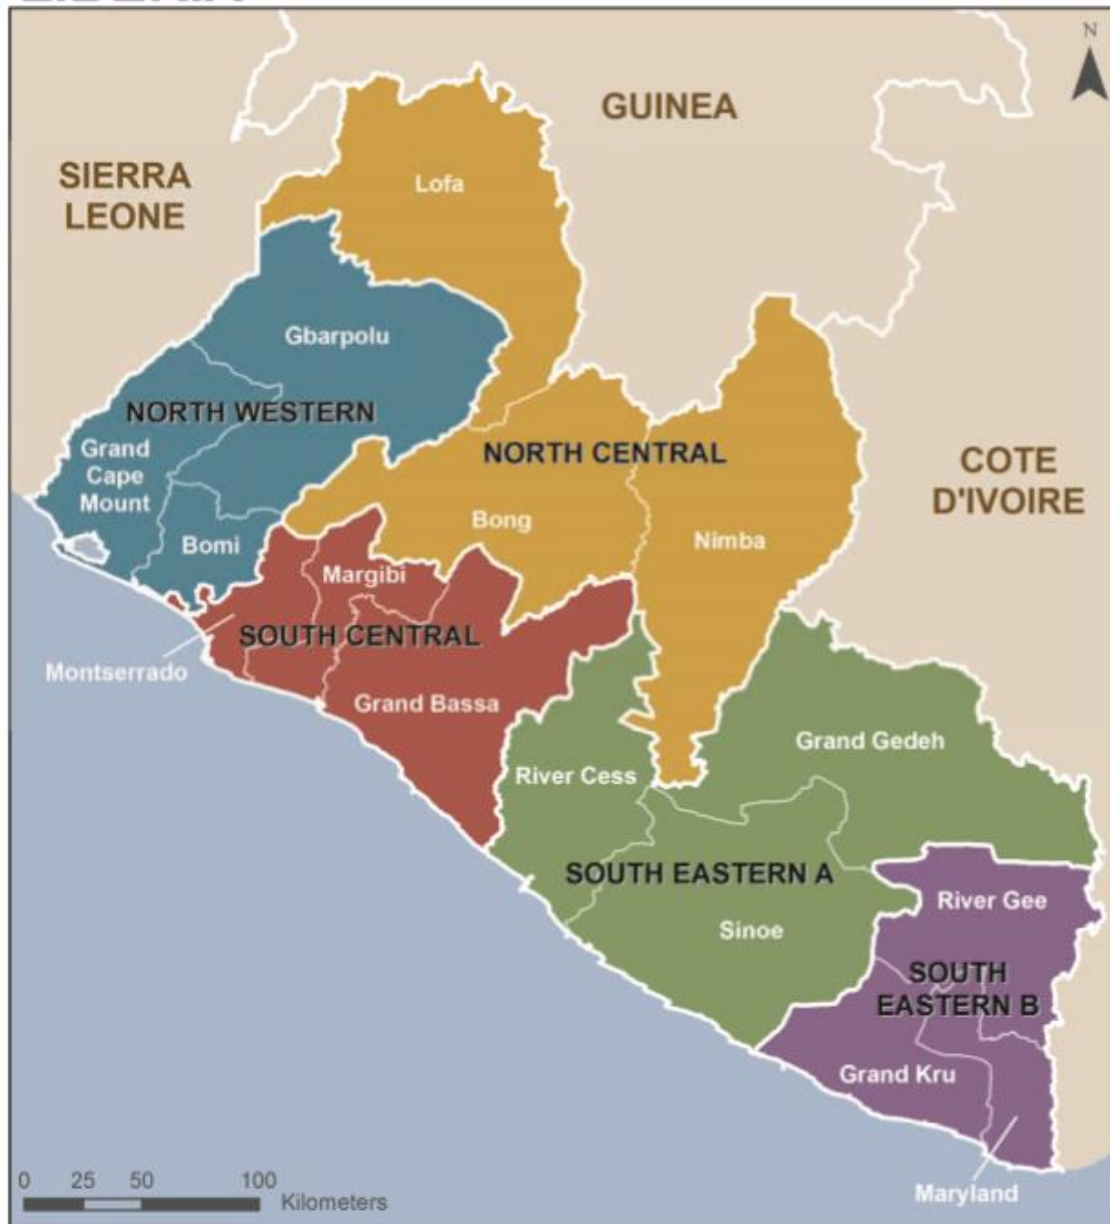 N
GUINEA
SIERRA
LEONE
Lofa
Gbarpolu
NORTH WESTERN
Grand
Cape
Mount
NORTH CENTRAL
COTE
D'IVOIRE
Bong
Nimba
Bomi
Margibi
SOUTH CENTRAL
Montserrado
Grand Bassa
Grand Gedeh
River Cess
SOUTH EASTERN A
River Gee
Sinoe
SOUTH
EASTERN B
Grand Kru
Maryland
0 25 50 100
Kilometers